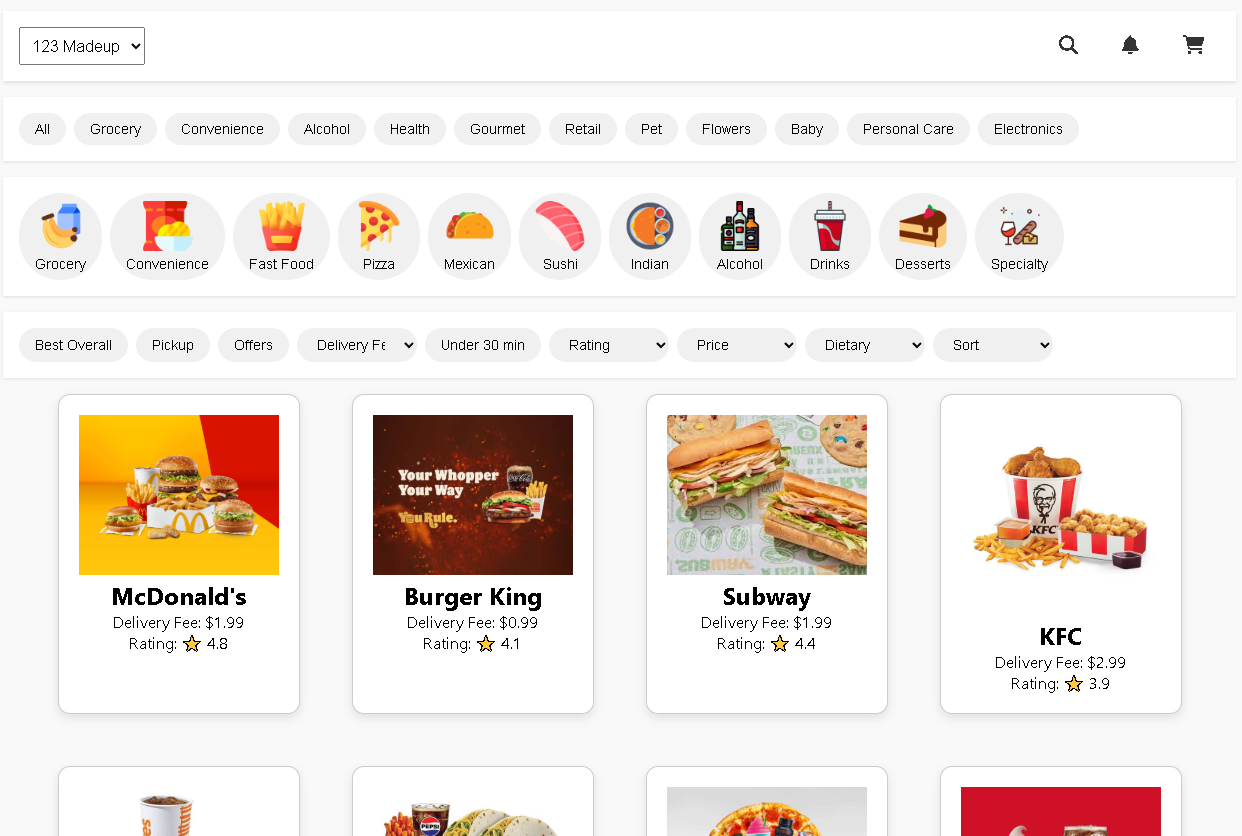 123 Madeup
All Grocery Convenience Alcohol Health Gourmet Retail Pet Flowers Baby Personal Care Electronics
Grocery Convenience Fast Food Pizza Mexican Sushi Indian Alcohol Drinks Desserts Specialty
Best Overall Pickup Offers Delivery Fe Under 30 min Rating Price Dietary Sort
Your Whopper
Your Way
You Rule.
KFC
SUBWAY
McDonald's Burger King Subway
Delivery Fee: $1.99 Delivery Fee: $0.99 Delivery Fee: $1.99
Rating: ⭐ 4.8 Rating: ⭐ 4.1 Rating: ⭐ 4.4
KFC
Delivery Fee: $2.99
Rating: ⭐ 3.9
PEPSI